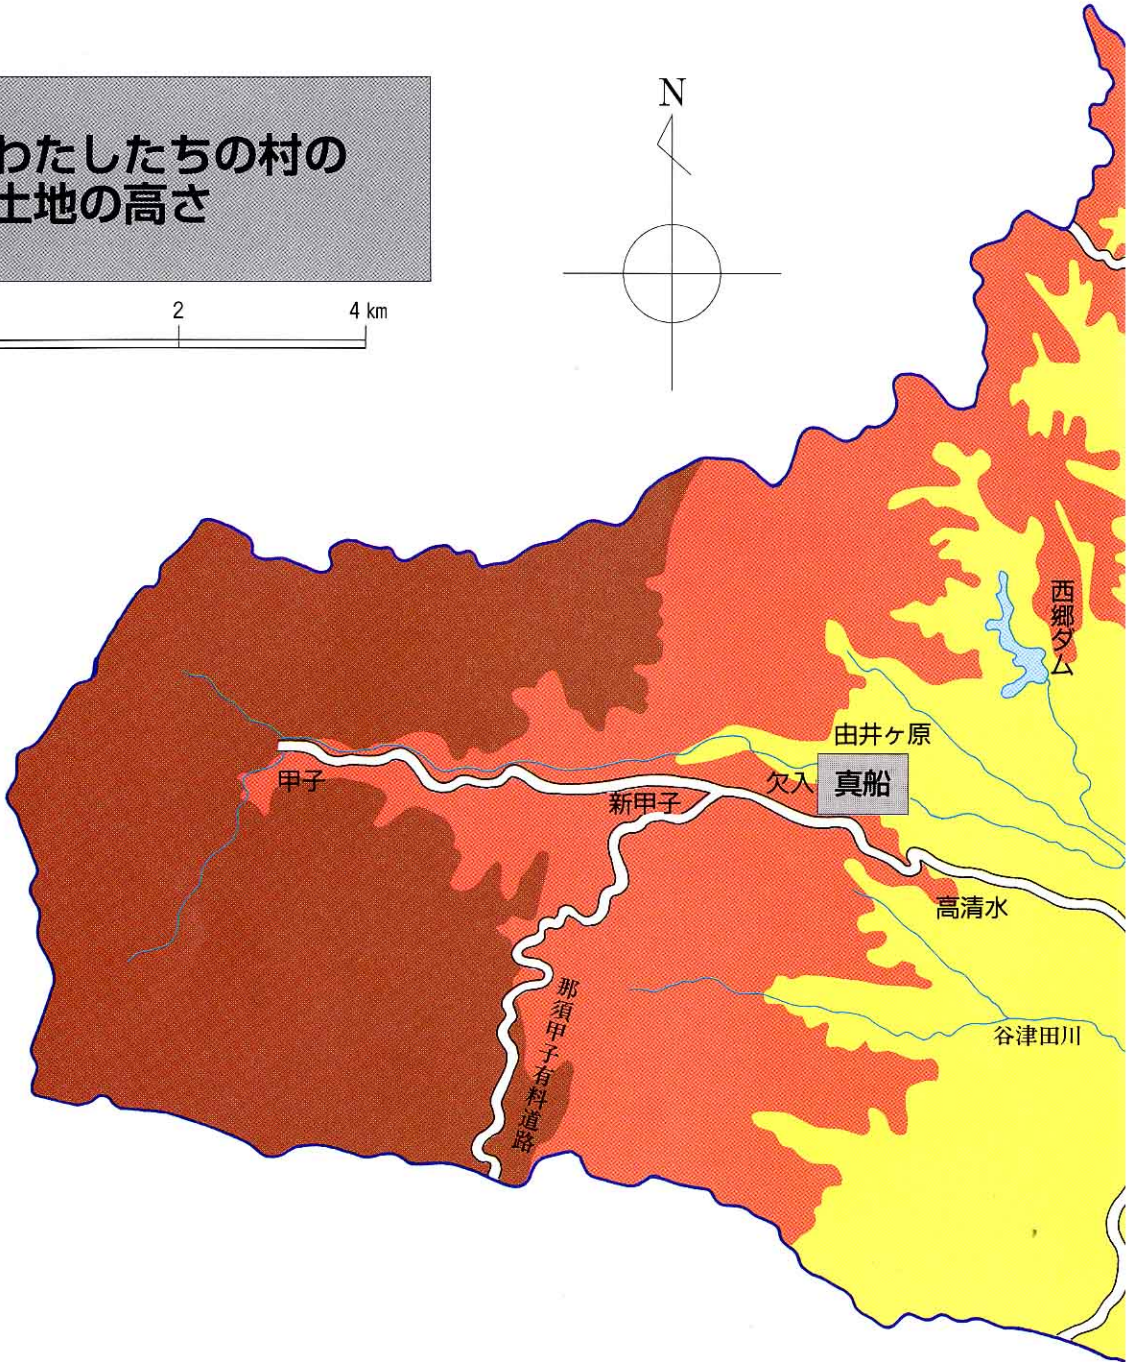 わたしたちの村の
土地の高さ
N
2
4 km
西郷ダム
由井ヶ原
真船
欠入
甲子
新甲子
高清水
那須甲子有料道路
谷津田川